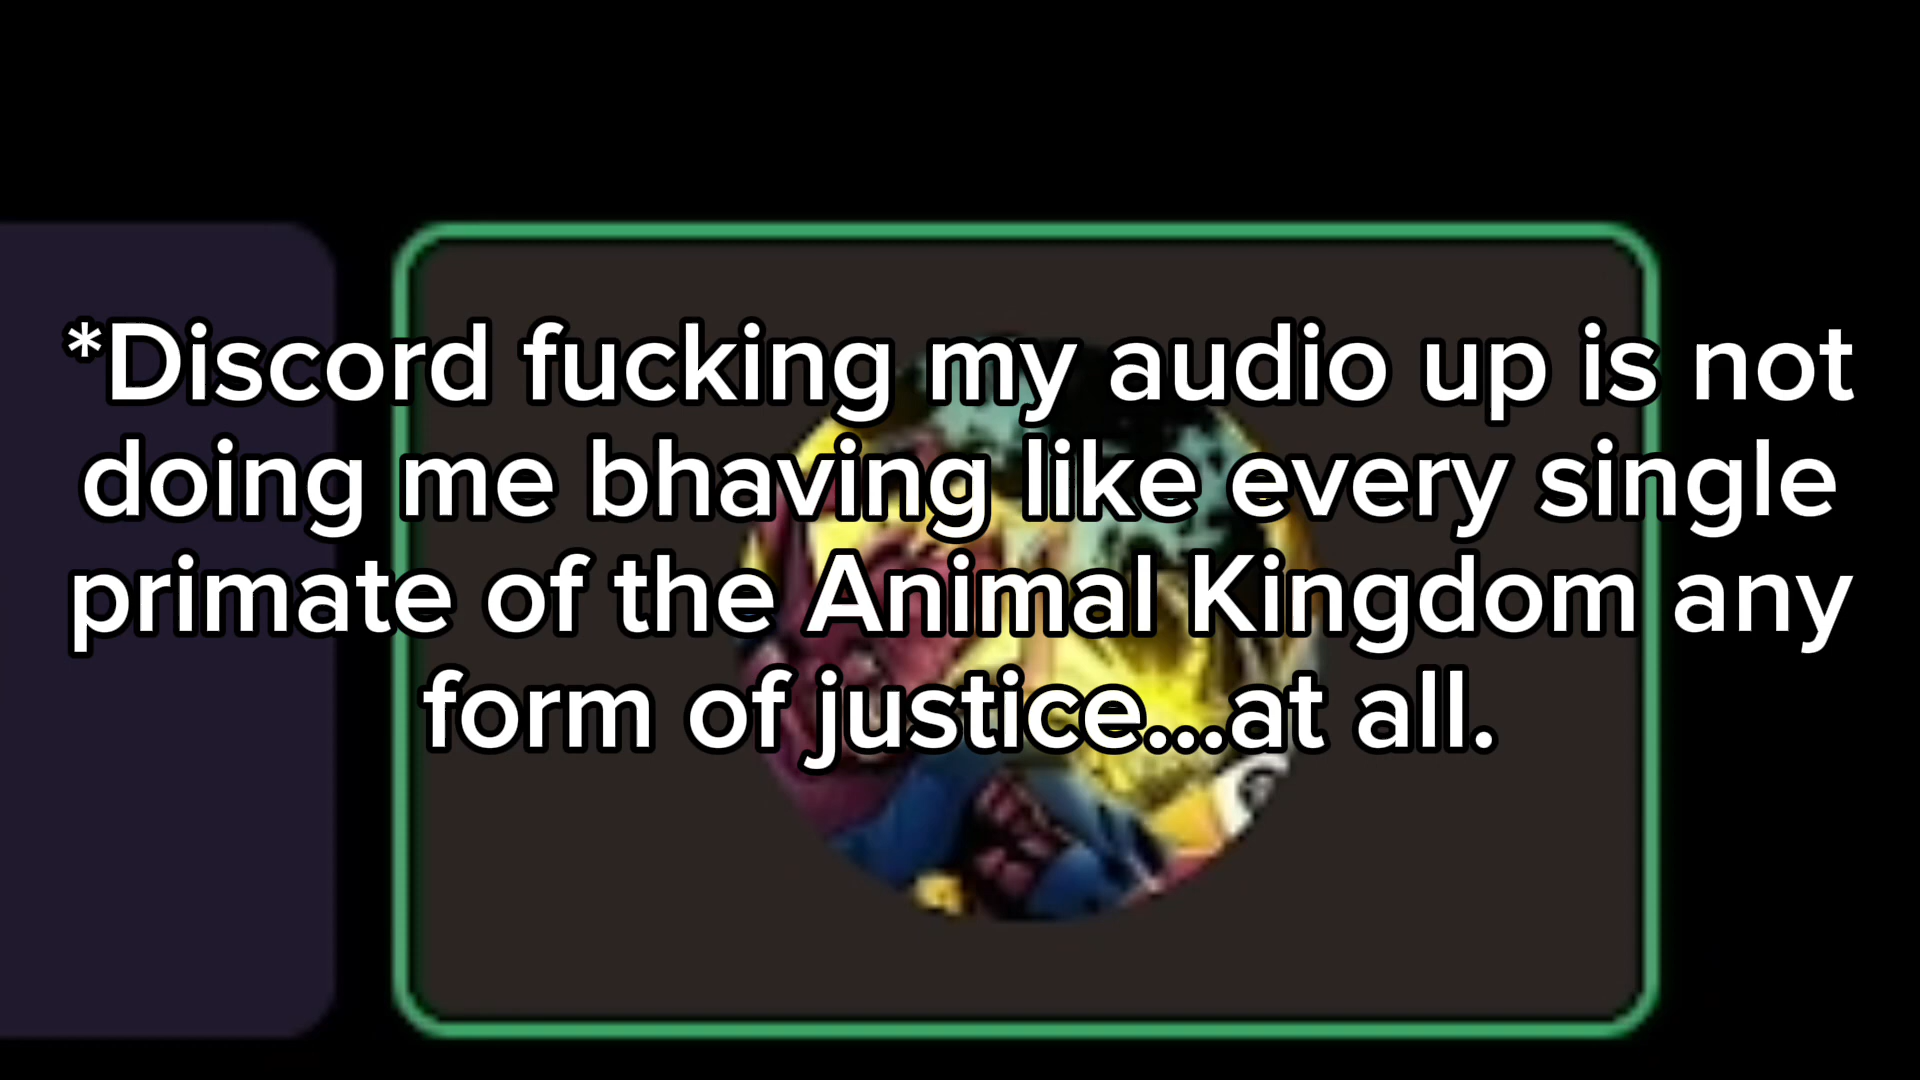 *Discord fucking my audio up is not
doing me bhaving like every single
primate of the Animal Kingdom any
form of justice...at all.